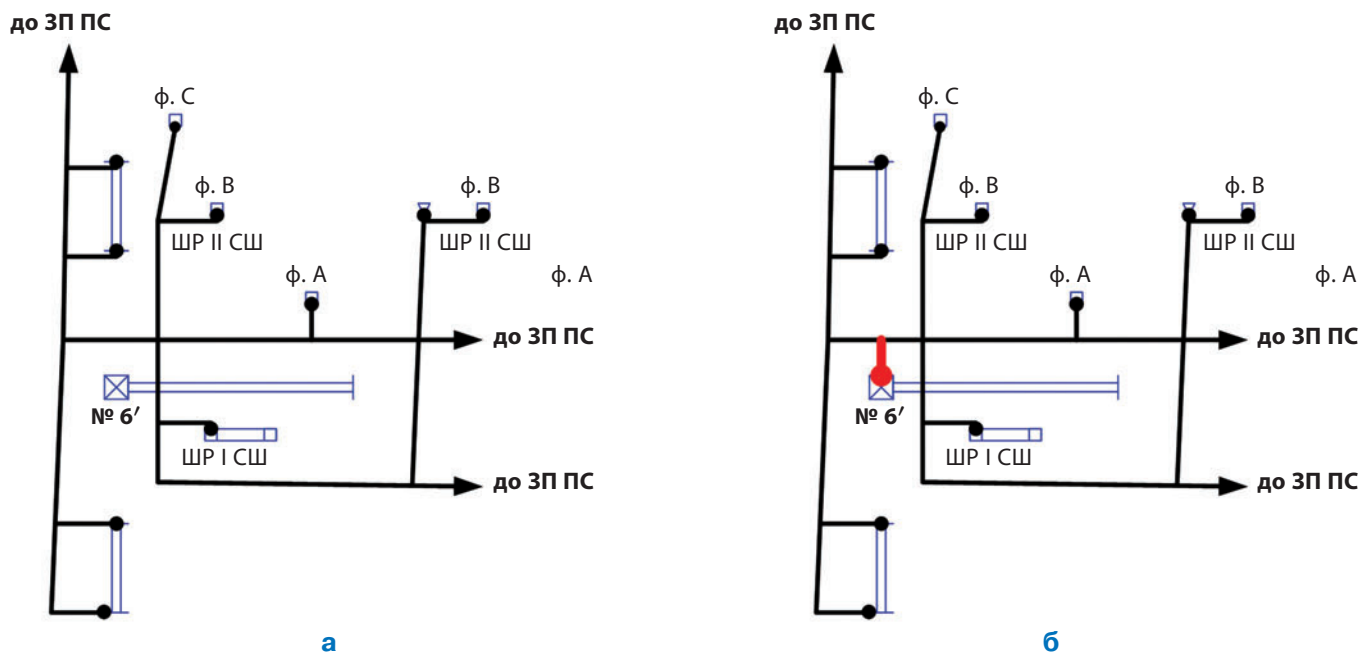 до ЗП ПС
ф. С
ф. В
ф. В
ШР II СШ
ШР II СШ
ф. А
ф. А
до ЗП ПС
№ 6′
ШР I СШ
до ЗП ПС
а
до ЗП ПС
ф. С
ф. В
ф. В
ШР II СШ
ШР II СШ
ф. А
ф. А
до ЗП ПС
№ 6′
ШР I СШ
до ЗП ПС
б